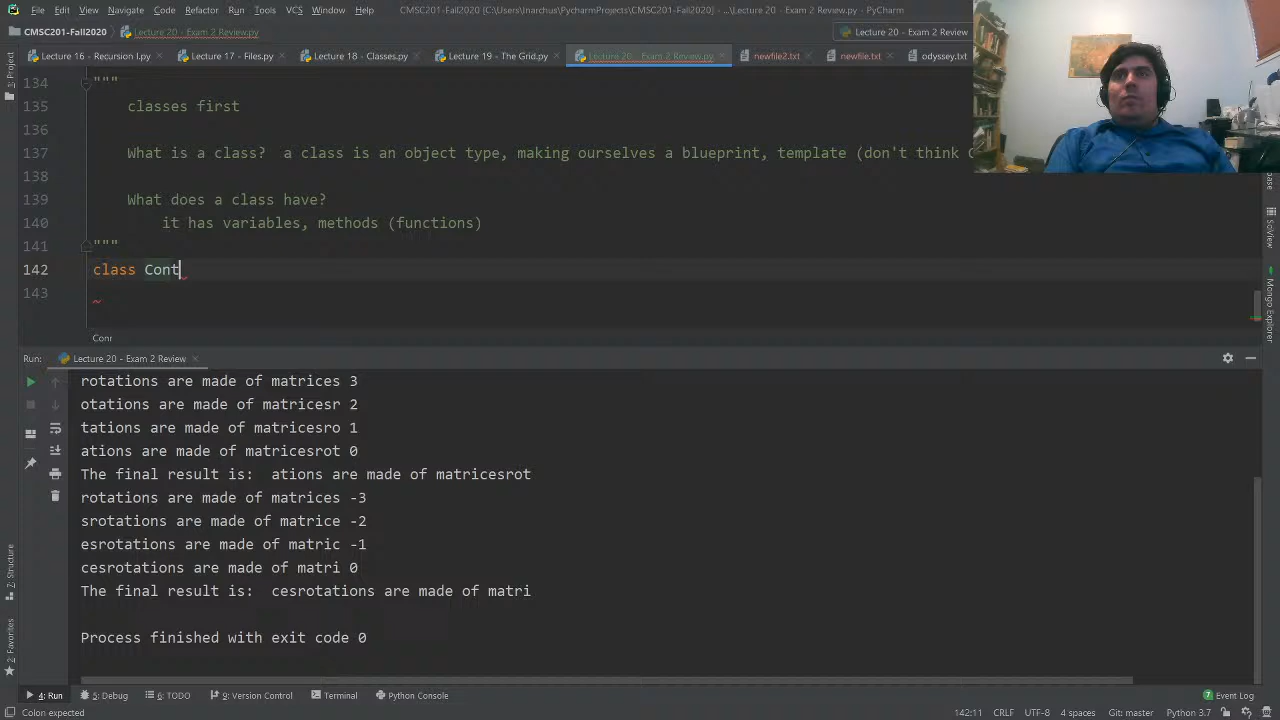 File Edit View Navigate Code Refactor Run Tools VCS Window Help CMSC201-Fall2020 [C:\Users\Inarchus\PycharmProjects\CMSC201-Fall2020] - ...\Lecture 20 - Exam 2 Review.py - PyCharm
CMSC201-Fall2020 Lecture 20 - Exam 2 Review.py Lecture 20 - Exam 2 Review
Lecture 16 - Recursion I.py Lecture 17 - Files.py Lecture 18 - Classes.py Lecture 19 - The Grid.py Lecture 20 - Exam 2 Review.py newfile2.txt newfile.txt odyssey.txt
1: Project
134 """
135 classes first
136
137 What is a class? a class is an object type, making ourselves a blueprint, template (don't think
138
139 What does a class have?
140 it has variables, methods (functions)
141 """
142 class Cont
143
SciView
Mongo Explorer
Conr
Run: Lecture 20 - Exam 2 Review
rotations are made of matrices 3
otations are made of matricesr 2
tations are made of matricesro 1
ations are made of matricesrot 0
The final result is: ations are made of matricesrot
rotations are made of matrices -3
srotations are made of matrice -2
esrotations are made of matric -1
cesrotations are made of matri 0
The final result is: cesrotations are made of matri
Process finished with exit code 0
Z: Structure
2: Favorites
4: Run 5: Debug 6: TODO 9: Version Control Terminal Python Console Event Log
Colon expected 142:11 CRLF UTF-8 4 spaces Git: master Python 3.7